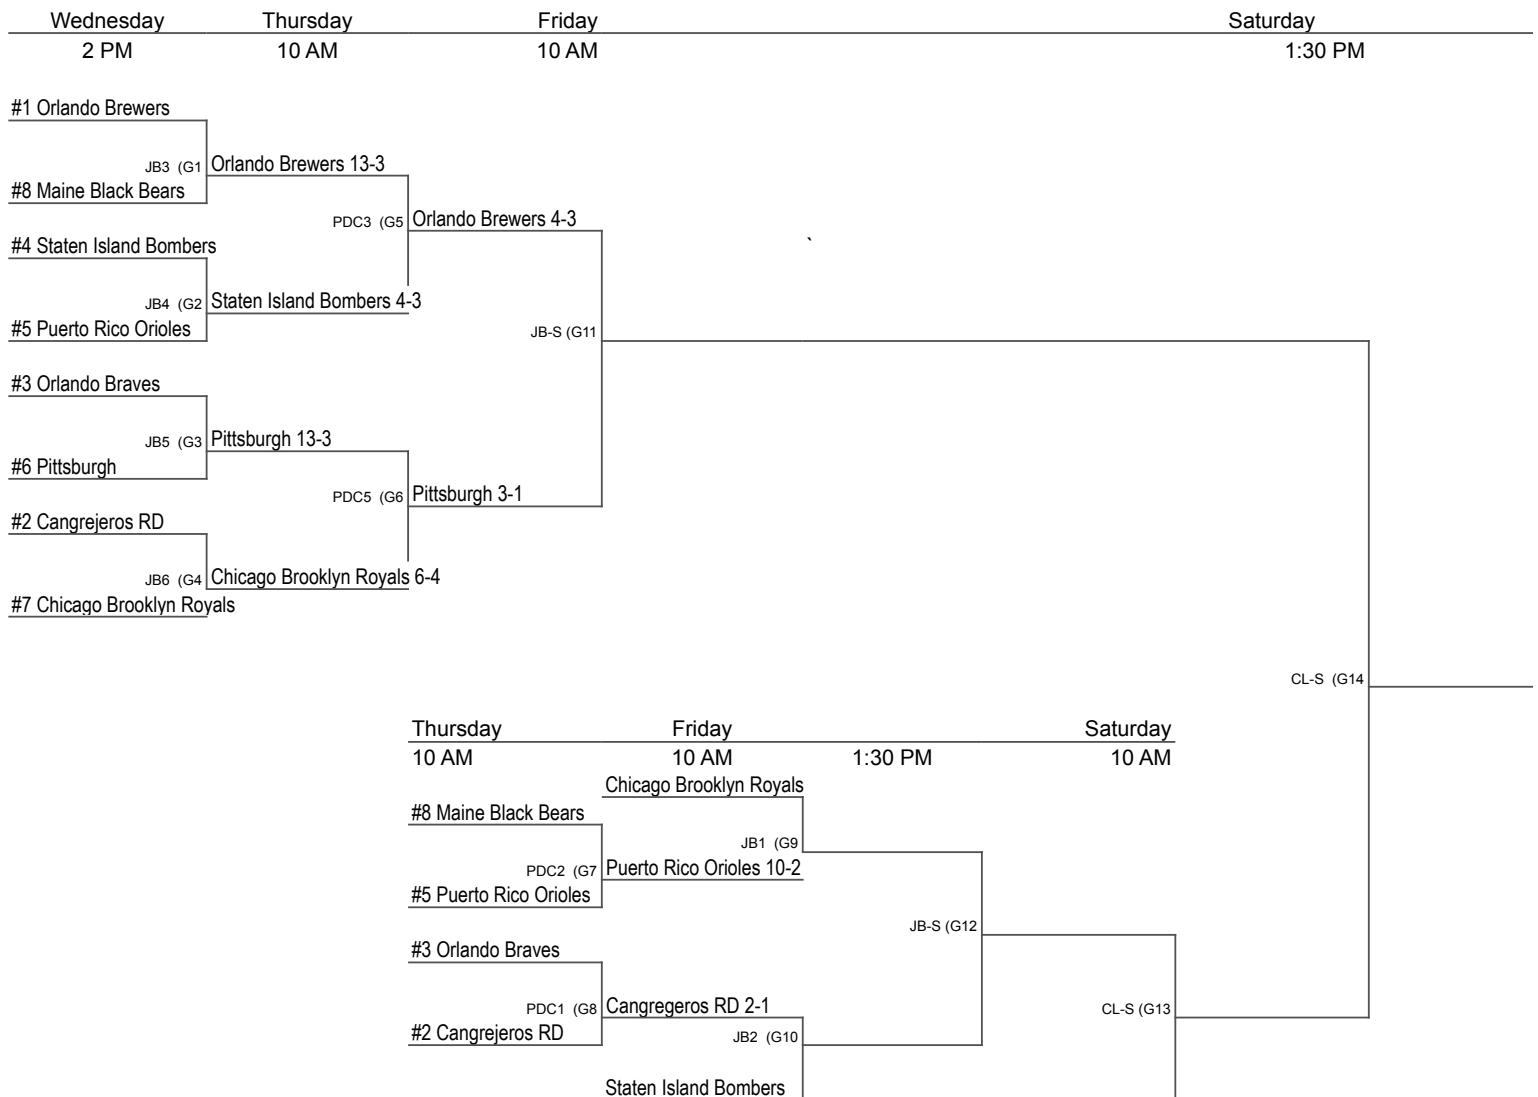 Wednesday Thursday Friday Saturday
2 PM 10 AM 10 AM 1:30 PM
#1 Orlando Brewers
JB3 (G1 Orlando Brewers 13-3
#8 Maine Black Bears
PDC3 (G5 Orlando Brewers 4-3
#4 Staten Island Bombers `
JB4 (G2 Staten Island Bombers 4-3
#5 Puerto Rico Orioles
JB-S (G11
#3 Orlando Braves
JB5 (G3 Pittsburgh 13-3
#6 Pittsburgh
PDC5 (G6 Pittsburgh 3-1
#2 Cangrejeros RD
JB6 (G4 Chicago Brooklyn Royals 6-4
#7 Chicago Brooklyn Royals
CL-S (G14
Thursday Friday Saturday
10 AM 10 AM 1:30 PM 10 AM
Chicago Brooklyn Royals
#8 Maine Black Bears
JB1 (G9
PDC2 (G7 Puerto Rico Orioles 10-2
#5 Puerto Rico Orioles
JB-S (G12
#3 Orlando Braves
PDC1 (G8 Cangregeros RD 2-1
CL-S (G13
#2 Cangrejeros RD
JB2 (G10
Staten Island Bombers